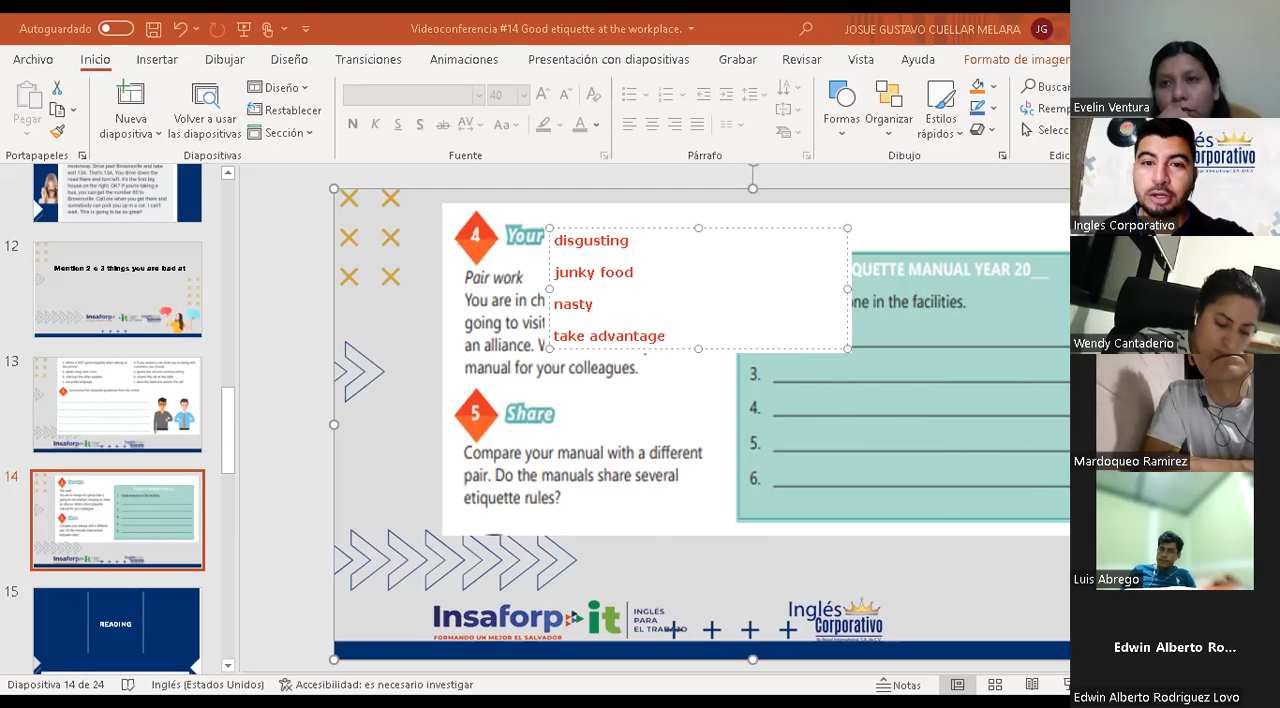 Autoguardado
Videoconferencia #14 Good etiquette at the workplace.
JOSUE GUSTAVO CUELLAR MELARA
JG
Archivo Inicio Insertar Dibujar Diseño Transiciones Animaciones Presentación con diapositivas Grabar Revisar Vista Ayuda Formato de imagen
Pegar
Nueva diapositiva
Volver a usar las diapositivas
Diseño
Restablecer
Sección
40
N K S S ab AV Aa A
Formas
Organizar
Estilos rápidos
Buscar
Portapapeles Diapositivas Fuente Párrafo Dibujo
12
Mention 2 o 3 things you are bad at
13
14
15
READING
4 Your
Pair work
You are in ch
going to visit
an alliance.
manual for your colleagues.
disgusting
junky food
nasty
take advantage
QUETTE MANUAL YEAR 20__
ne in the facilities.
3.
4.
5.
6.
5 Share
Compare your manual with a different
pair. Do the manuals share several
etiquette rules?
Insaforp it
FORMANDO UN MEJOR EL SALVADOR
INGLÉS
PARA
EL TRABAJO
Inglés
Corporativo
Diapositiva 14 de 24
Inglés (Estados Unidos)
Accesibilidad: es necesario investigar
Notas
Evelin Ventura
Ingles Corporativo
Wendy Cantaderio
Mardoqueo Ramirez
Luis Abrego
Edwin Alberto Ro...
Edwin Alberto Rodriguez Lovo